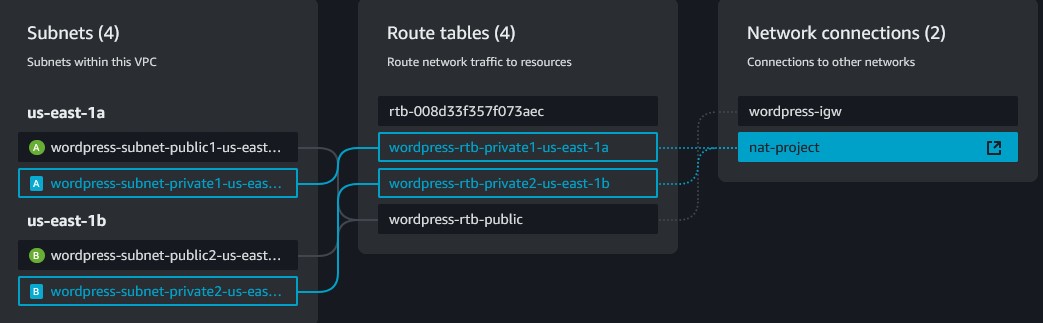 Subnets (4)
Subnets within this VPC
us-east-1a
A wordpress-subnet-public1-us-east...
A wordpress-subnet-private1-us-eas...
us-east-1b
B wordpress-subnet-public2-us-east...
B wordpress-subnet-private2-us-eas...
Route tables (4)
Route network traffic to resources
rtb-008d33f357f073aec
wordpress-rtb-private1-us-east-1a
wordpress-rtb-private2-us-east-1b
wordpress-rtb-public
Network connections (2)
Connections to other networks
wordpress-igw
nat-project